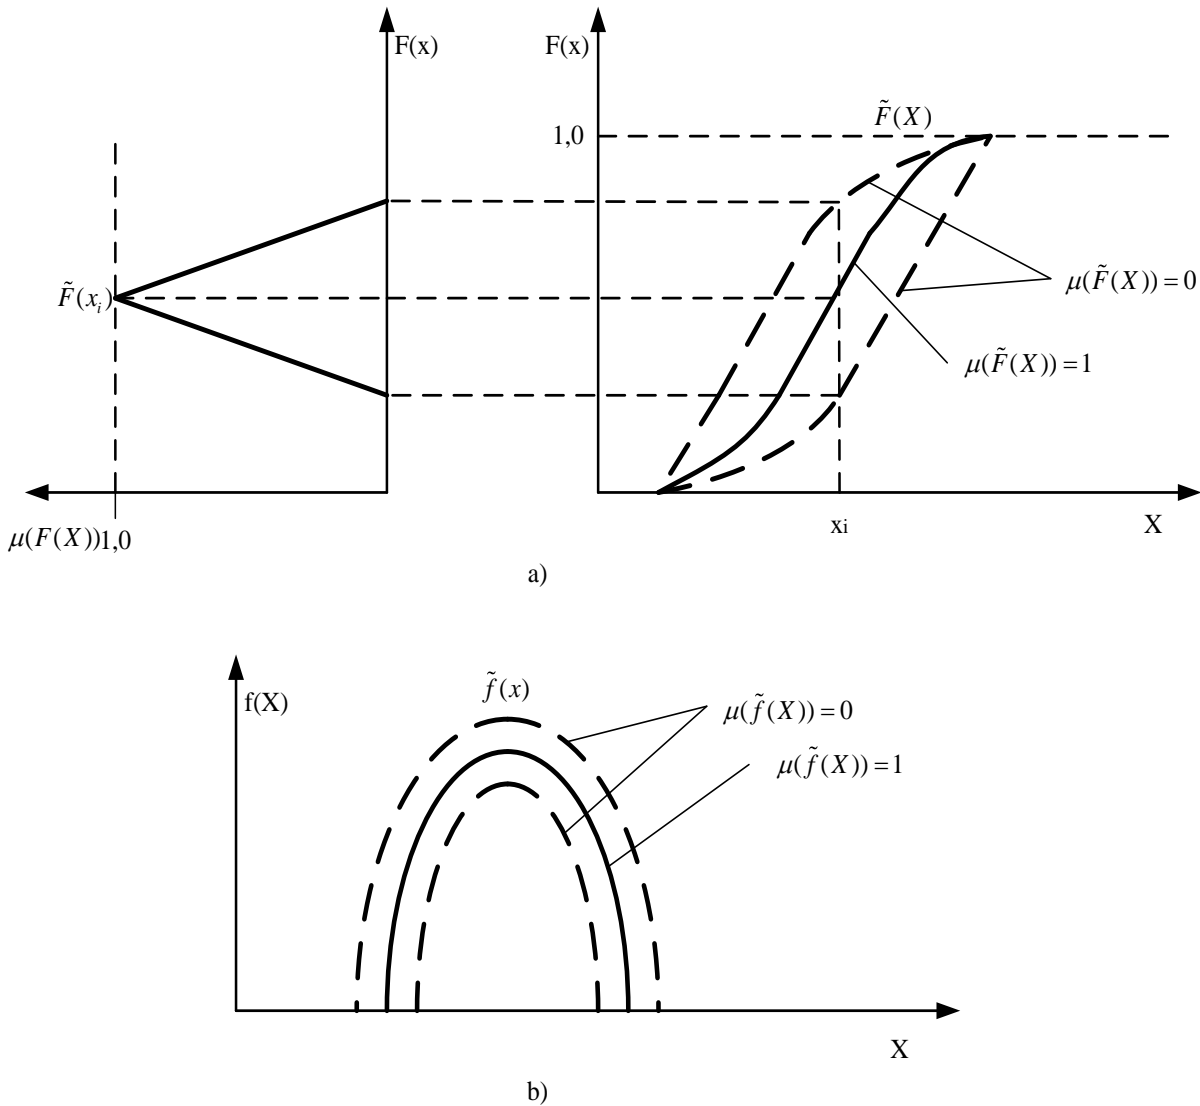 F(x)
F(x)
1,0
F̃(X)
F̃(xᵢ)
μ(F̃(X))=0
μ(F̃(X))=1
μ(F(X))1,0
xi
X
a)
f(X)
f̃(x)
μ(f̃(X))=0
μ(f̃(X))=1
X
b)